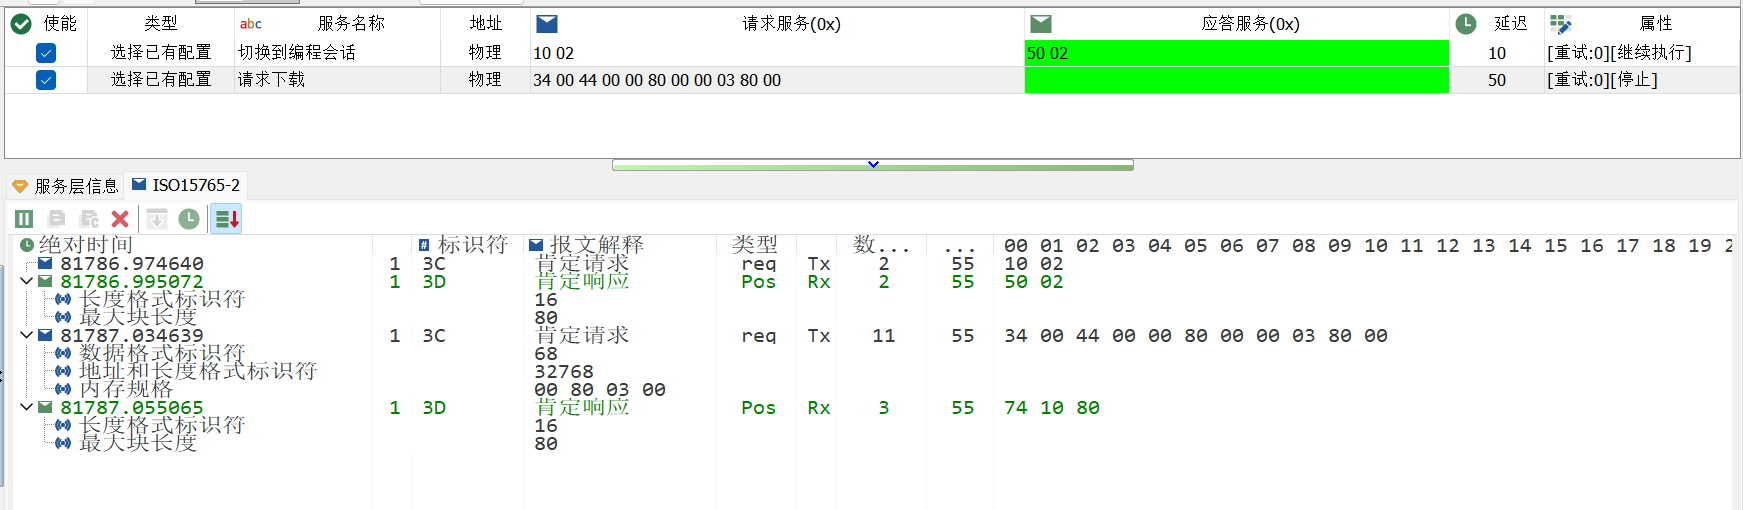 使能 类型 abc 服务名称 地址 请求服务(0x) 应答服务(0x) 延迟 属性
选择已有配置 切换到编程会话 物理 10 02 50 02 10 [重试:0][继续执行]
选择已有配置 请求下载 物理 34 00 44 00 00 80 00 00 03 80 00 50 [重试:0][停止]
服务层信息 ISO15765-2
绝对时间 # 标识符 报文解释 类型 数... ... 00 01 02 03 04 05 06 07 08 09 10 11 12 13 14 15 16 17 18 19 2
81786.974640 1 3C 肯定请求 req Tx 2 55 10 02
81786.995072 1 3D 肯定响应 Pos Rx 2 55 50 02
长度格式标识符 16
最大块长度 80
81787.034639 1 3C 肯定请求 req Tx 11 55 34 00 44 00 00 80 00 00 03 80 00
数据格式标识符 68
地址和长度格式标识符 32768
内存规格 00 80 03 00
81787.055065 1 3D 肯定响应 Pos Rx 3 55 74 10 80
长度格式标识符 16
最大块长度 80